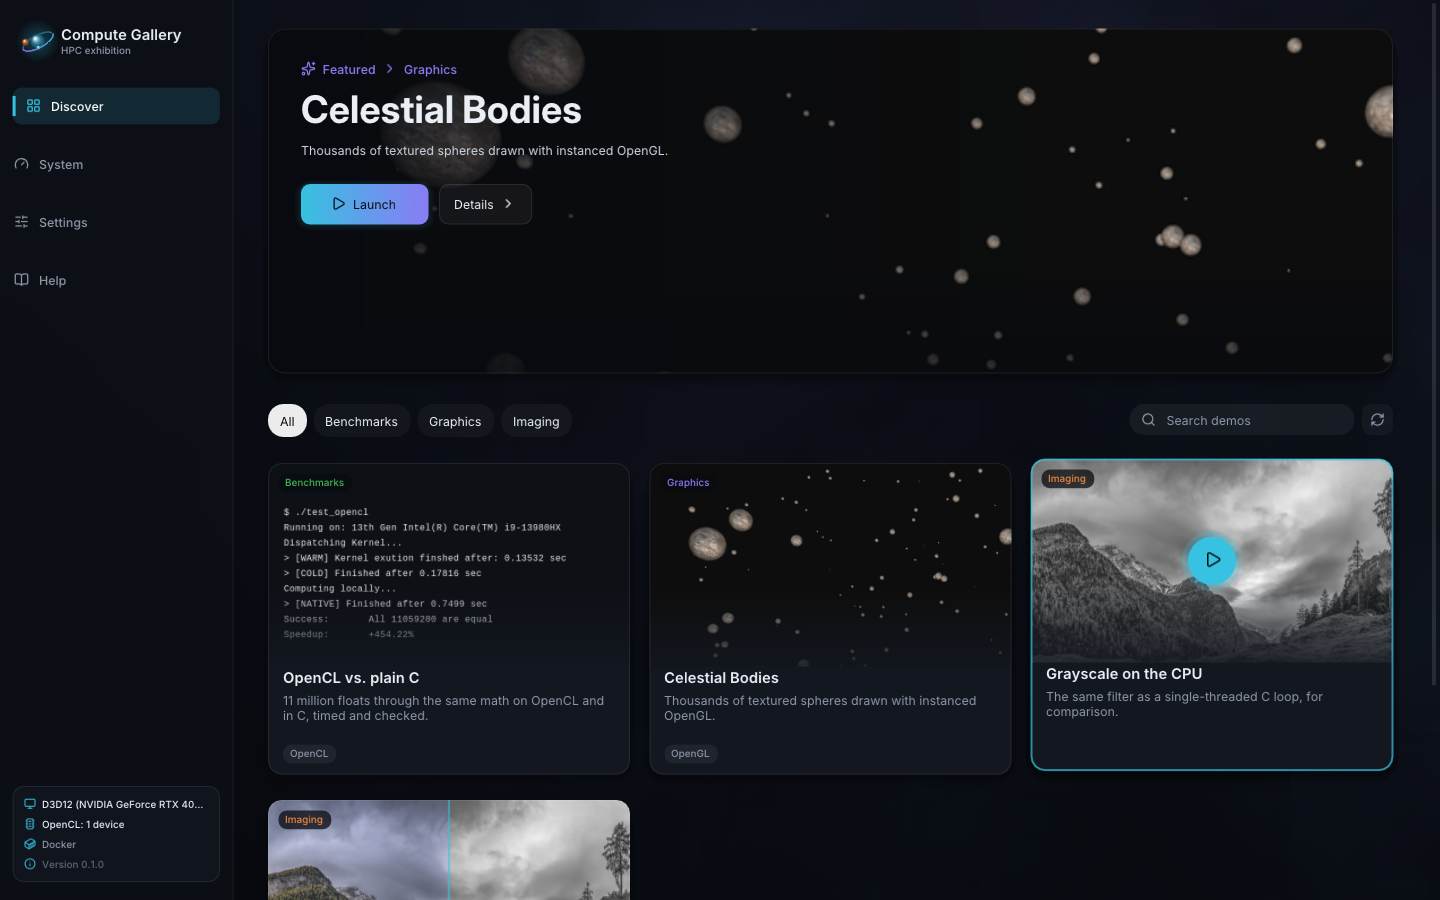 Compute Gallery
HPC exhibition
Discover
System
Settings
Help
D3D12 (NVIDIA GeForce RTX 40...
OpenCL: 1 device
Docker
Version 0.1.0
Featured > Graphics
Celestial Bodies
Thousands of textured spheres drawn with instanced OpenGL.
Launch
Details
All
Benchmarks
Graphics
Imaging
Search demos
Benchmarks
$ ./test_opencl
Running on: 13th Gen Intel(R) Core(TM) i9-13980HX
Dispatching Kernel...
> [WARM] Kernel exution finshed after: 0.13532 sec
> [COLD] Finished after 0.17816 sec
Computing locally...
> [NATIVE] Finished after 0.7499 sec
Success: All 11059200 are equal
Speedup: +454.22%
OpenCL vs. plain C
11 million floats through the same math on OpenCL and
in C, timed and checked.
OpenCL
Graphics
Celestial Bodies
Thousands of textured spheres drawn with instanced
OpenGL.
OpenGL
Imaging
Grayscale on the CPU
The same filter as a single-threaded C loop, for
comparison.
Imaging